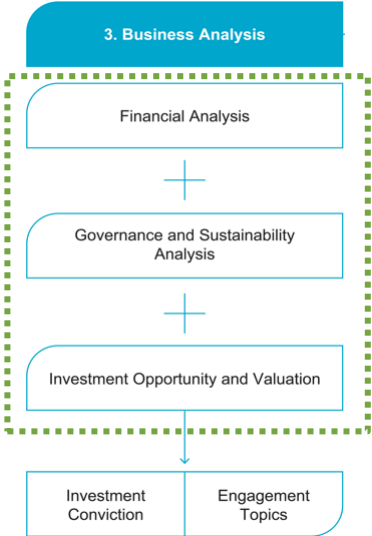 3. Business Analysis
Financial Analysis
Governance and Sustainability
Analysis
Investment Opportunity and Valuation
Investment
Conviction
Engagement
Topics